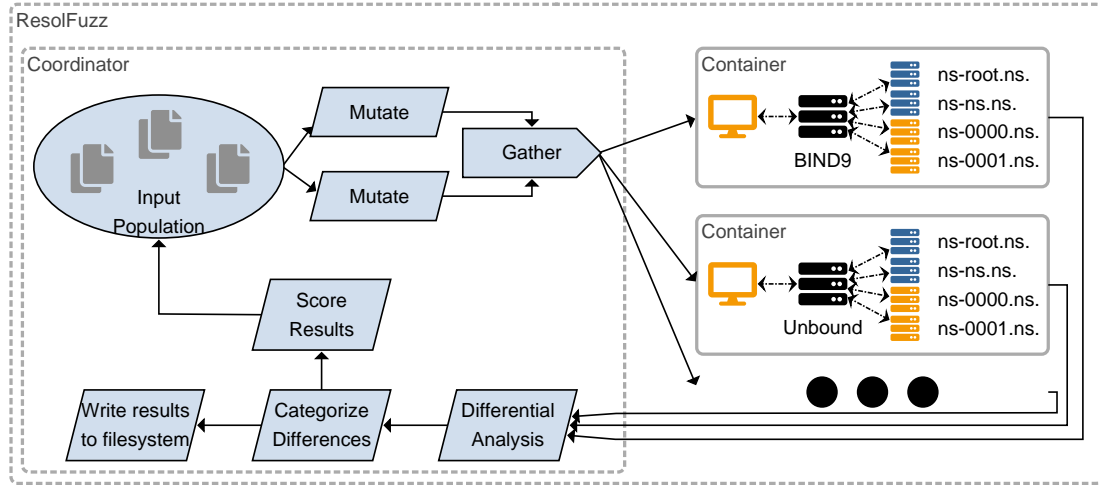 ResolFuzz
Coordinator
Input
Population
Mutate
Mutate
Gather
Container
BIND9
ns-root.ns.
ns-ns.ns.
ns-0000.ns.
ns-0001.ns.
Container
Unbound
ns-root.ns.
ns-ns.ns.
ns-0000.ns.
ns-0001.ns.
Score
Results
Write results
to filesystem
Categorize
Differences
Differential
Analysis